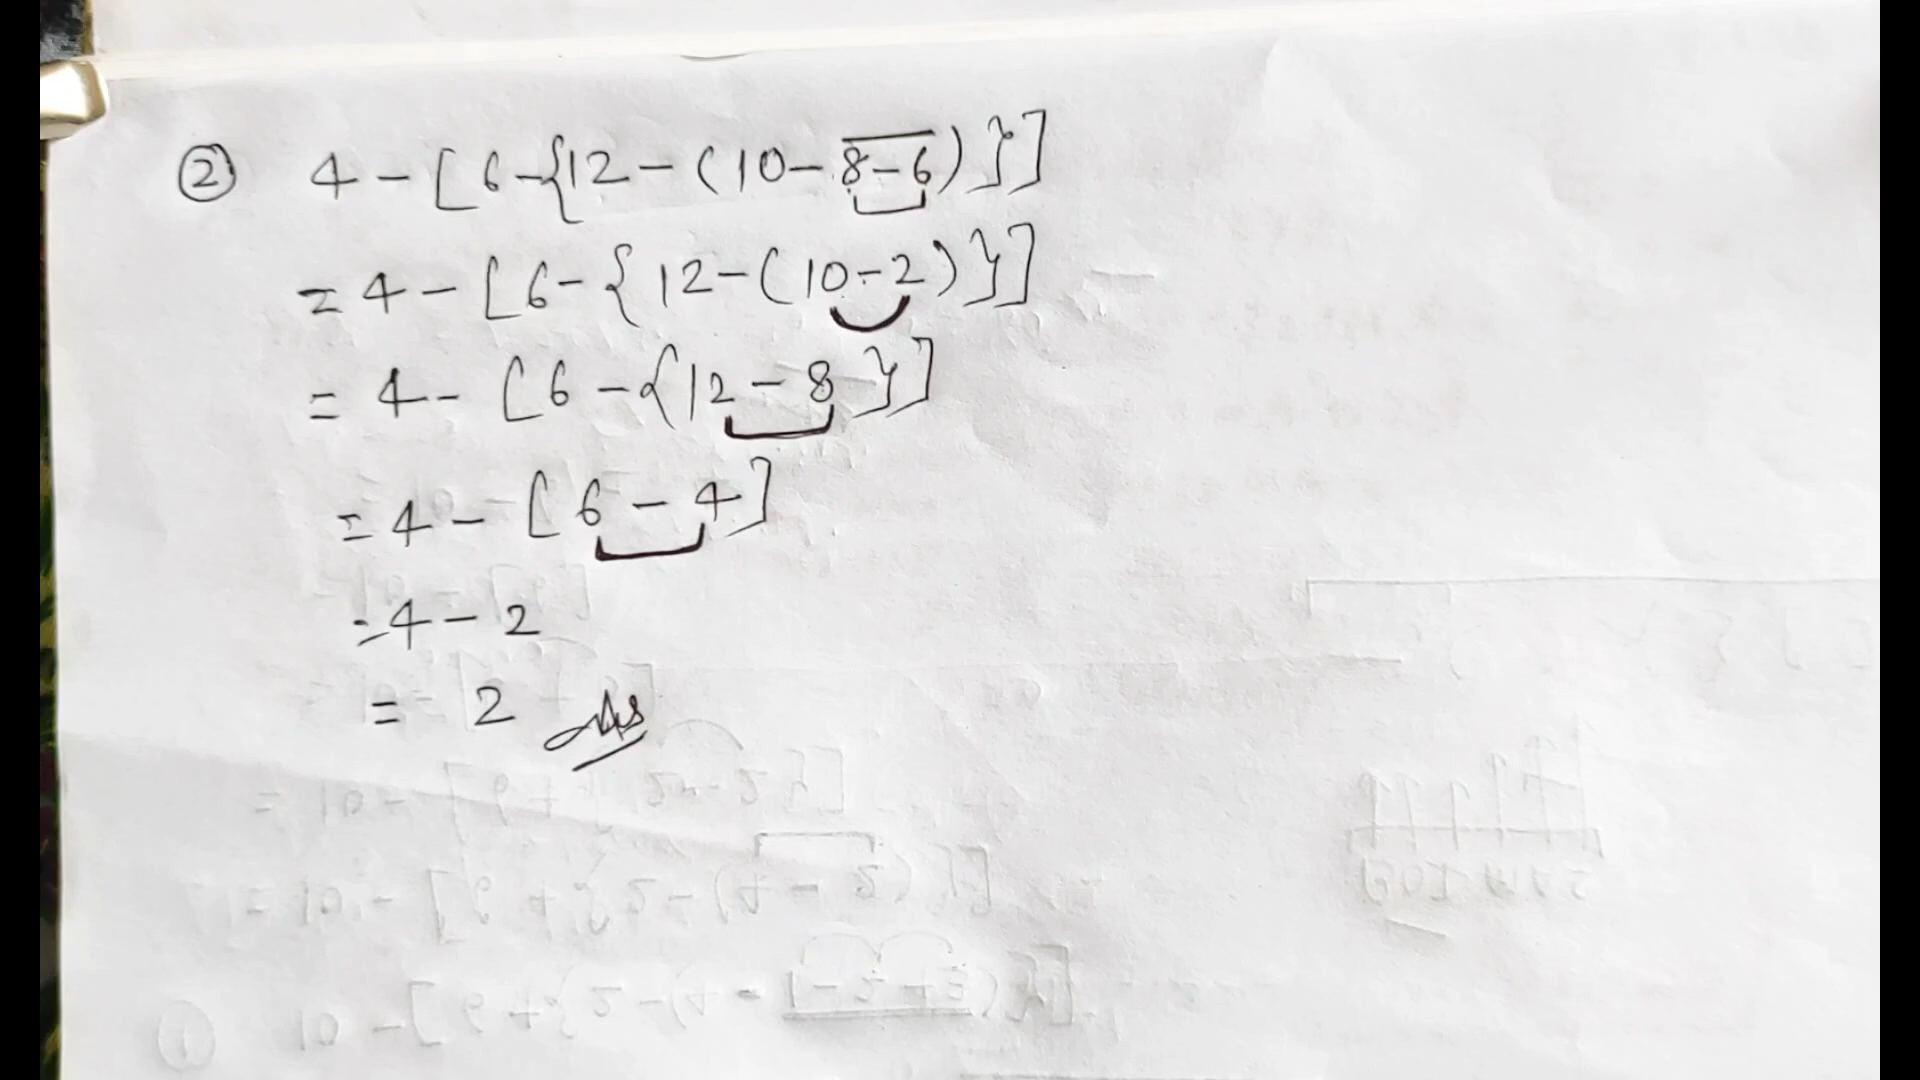 ② 4 - [ 6 - { 12 - ( 10 - 8̅ ̅-̅ ̅6̅ ) } ]
= 4 - [ 6 - { 12 - ( 10 - 2 ) } ]
= 4 - [ 6 - { 12 - 8 } ]
= 4 - [ 6 - 4 ]
= 4 - 2
= 2 Ans